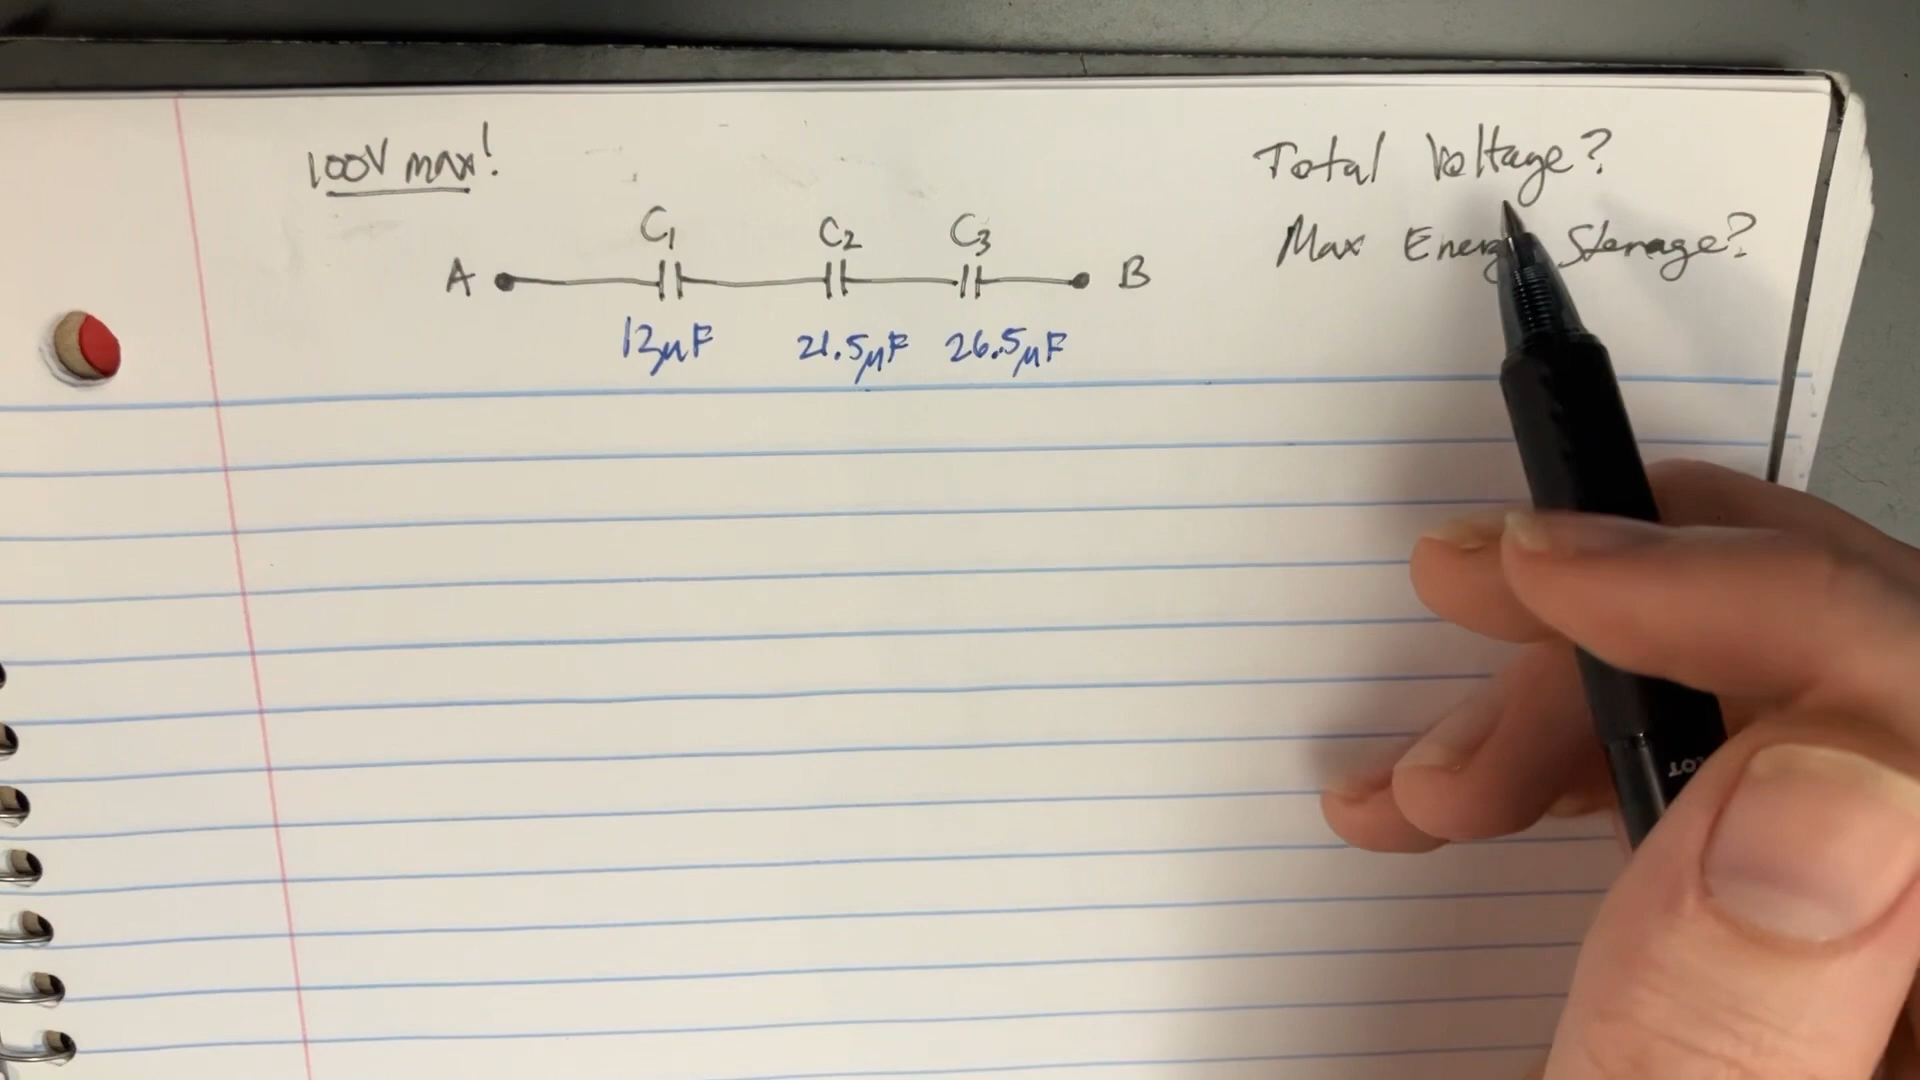 100V max!
Total Voltage?
Max Energy Storage?
C1 C2 C3
A B
12μF 21.5μF 26.5μF